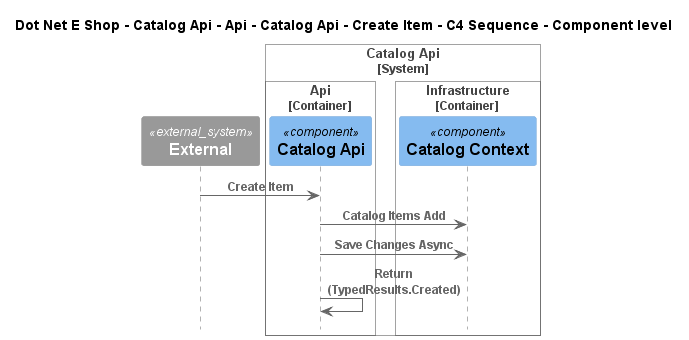 Dot Net E Shop - Catalog Api - Api - Catalog Api - Create Item - C4 Sequence - Component level
Catalog Api
[System]
Api
[Container]
Infrastructure
[Container]
«external_system»
External
«component»
Catalog Api
«component»
Catalog Context
Create Item
Catalog Items Add
Save Changes Async
Return
(TypedResults.Created)